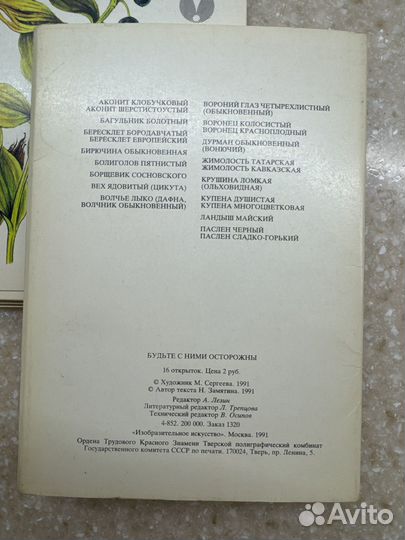 АКОНИТ КЛОБУЧКОВЫЙ
АКОНИТ ШЕРСТИСТОУСТЫЙ
БАГУЛЬНИК БОЛОТНЫЙ
БЕРЕСКЛЕТ БОРОДАВЧАТЫЙ
БЕРЕСКЛЕТ ЕВРОПЕЙСКИЙ
БИРЮЧИНА ОБЫКНОВЕННАЯ
БОЛИГОЛОВ ПЯТНИСТЫЙ
БОРЩЕВИК СОСНОВСКОГО
ВЕХ ЯДОВИТЫЙ (ЦИКУТА)
ВОЛЧЬЕ ЛЫКО (ДАФНА,
ВОЛЧНИК ОБЫКНОВЕННЫЙ)
ВОРОНИЙ ГЛАЗ ЧЕТЫРЕХЛИСТНЫЙ
(ОБЫКНОВЕННЫЙ)
ВОРОНЕЦ КОЛОСИСТЫЙ
ВОРОНЕЦ КРАСНОПЛОДНЫЙ
ДУРМАН ОБЫКНОВЕННЫЙ
(ВОНЮЧИЙ)
ЖИМОЛОСТЬ ТАТАРСКАЯ
ЖИМОЛОСТЬ КАВКАЗСКАЯ
КРУШИНА ЛОМКАЯ
(ОЛЬХОВИДНАЯ)
КУПЕНА ДУШИСТАЯ
КУПЕНА МНОГОЦВЕТКОВАЯ
ЛАНДЫШ МАЙСКИЙ
ПАСЛЕН ЧЕРНЫЙ
ПАСЛЕН СЛАДКО-ГОРЬКИЙ
БУДЬТЕ С НИМИ ОСТОРОЖНЫ
16 открыток. Цена 2 руб.
© Художник М. Сергеева. 1991
© Автор текста Н. Замятина. 1991
Редактор А. Лезин
Литературный редактор Л. Трепцова
Технический редактор В. Осипов
4-852. 200 000. Заказ 1320
«Изобразительное искусство». Москва. 1991
Ордена Трудового Красного Знамени Тверской полиграфический комбинат
Государственного комитета СССР по печати. 170024, Тверь, пр. Ленина, 5.
Avito